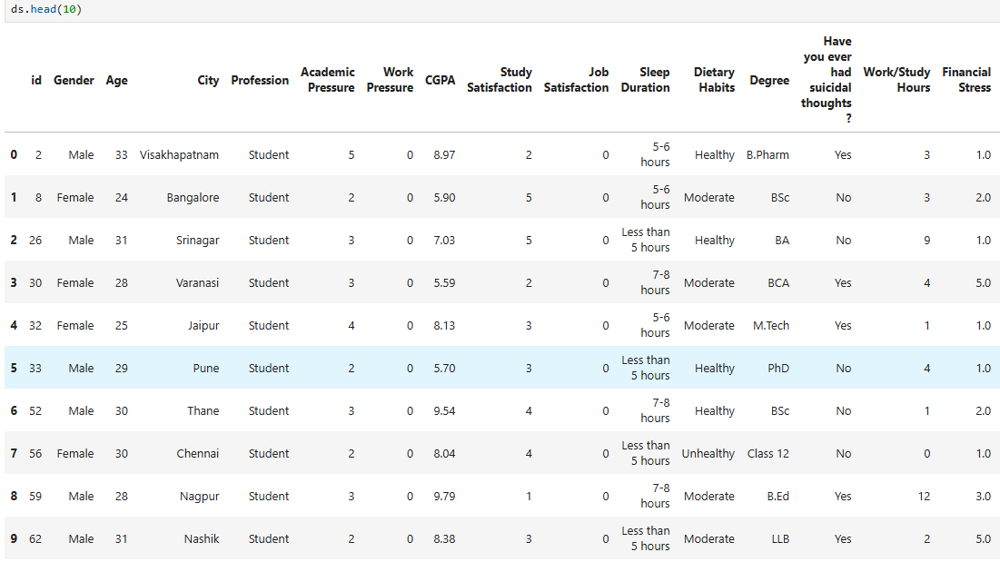 ds.head(10)
id Gender Age City Profession Academic Pressure Work Pressure CGPA Study Satisfaction Job Satisfaction Sleep Duration Dietary Habits Degree Have you ever had suicidal thoughts ? Work/Study Hours Financial Stress
0 2 Male 33 Visakhapatnam Student 5 0 8.97 2 0 5-6 hours Healthy B.Pharm Yes 3 1.0
1 8 Female 24 Bangalore Student 2 0 5.90 5 0 5-6 hours Moderate BSc No 3 2.0
2 26 Male 31 Srinagar Student 3 0 7.03 5 0 Less than 5 hours Healthy BA No 9 1.0
3 30 Female 28 Varanasi Student 3 0 5.59 2 0 7-8 hours Moderate BCA Yes 4 5.0
4 32 Female 25 Jaipur Student 4 0 8.13 3 0 5-6 hours Moderate M.Tech Yes 1 1.0
5 33 Male 29 Pune Student 2 0 5.70 3 0 Less than 5 hours Healthy PhD No 4 1.0
6 52 Male 30 Thane Student 3 0 9.54 4 0 7-8 hours Healthy BSc No 1 2.0
7 56 Female 30 Chennai Student 2 0 8.04 4 0 Less than 5 hours Unhealthy Class 12 No 0 1.0
8 59 Male 28 Nagpur Student 3 0 9.79 1 0 7-8 hours Moderate B.Ed Yes 12 3.0
9 62 Male 31 Nashik Student 2 0 8.38 3 0 Less than 5 hours Moderate LLB Yes 2 5.0